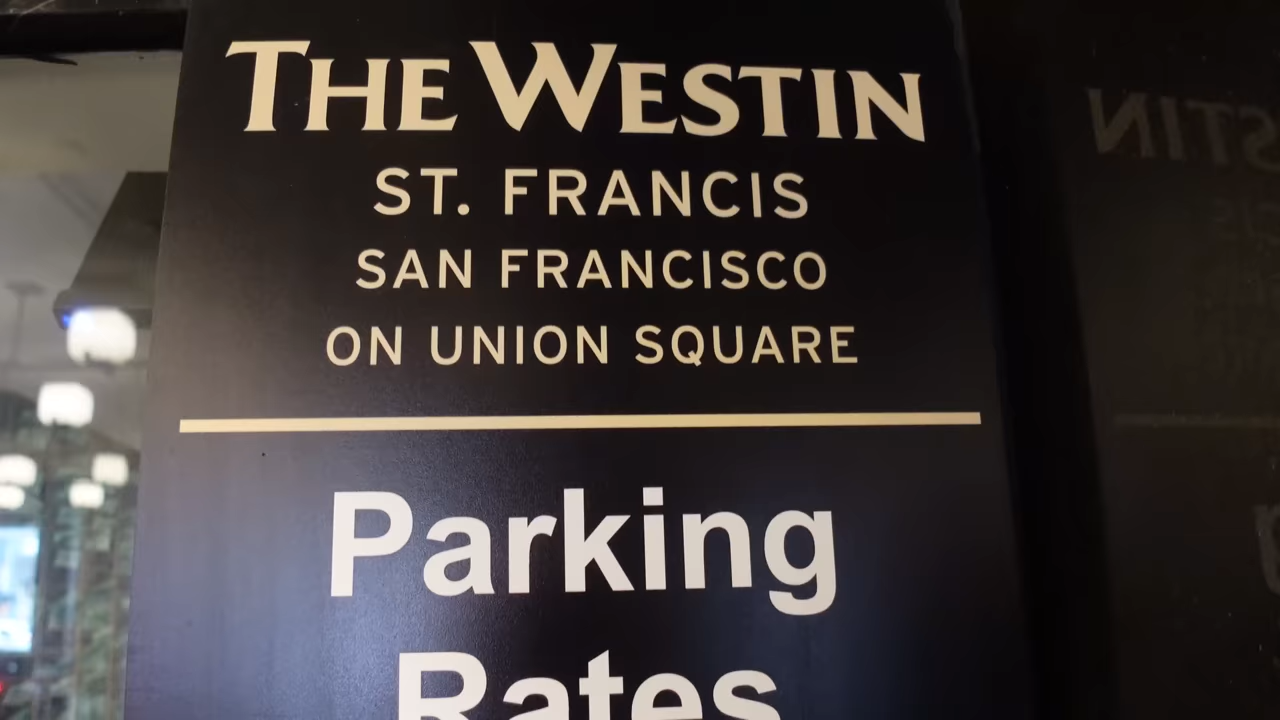 THE WESTIN
ST. FRANCIS
SAN FRANCISCO
ON UNION SQUARE
Parking
Rates